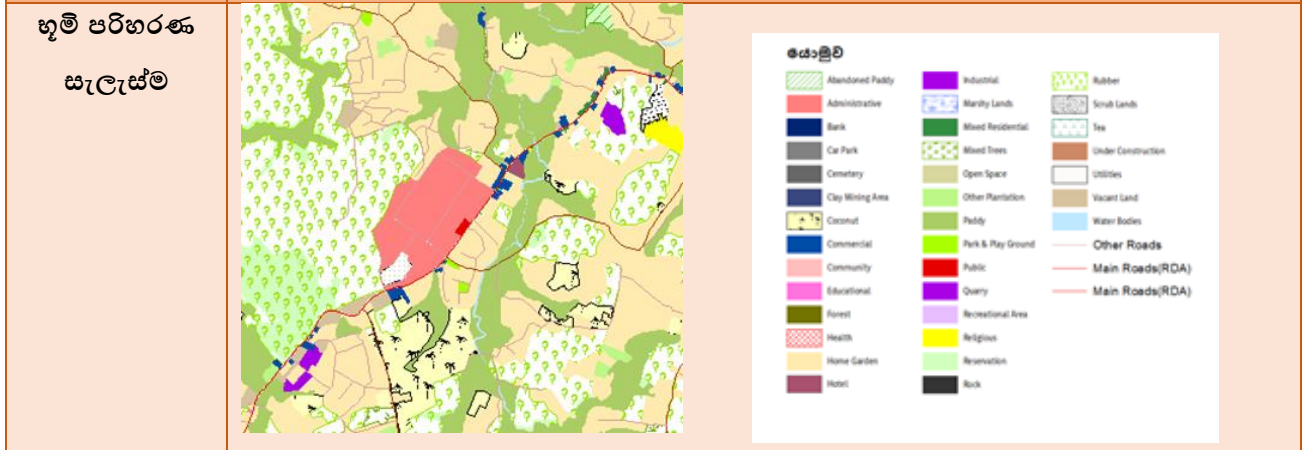 භූමි පරිහරණ
සැලැස්ම
යොමුව
Abandoned Paddy
Administrative
Bank
Car Park
Cemetery
Clay Mining Area
Coconut
Commercial
Community
Educational
Forest
Health
Home Garden
Hotel
Industrial
Marshy Lands
Mixed Residential
Mixed Trees
Open Space
Other Plantation
Paddy
Park & Play Ground
Public
Quarry
Recreational Area
Religious
Reservation
Rock
Rubber
Scrub Lands
Tea
Under Construction
Utilities
Vacant Land
Water Bodies
Other Roads
Main Roads(RDA)
Main Roads(RDA)